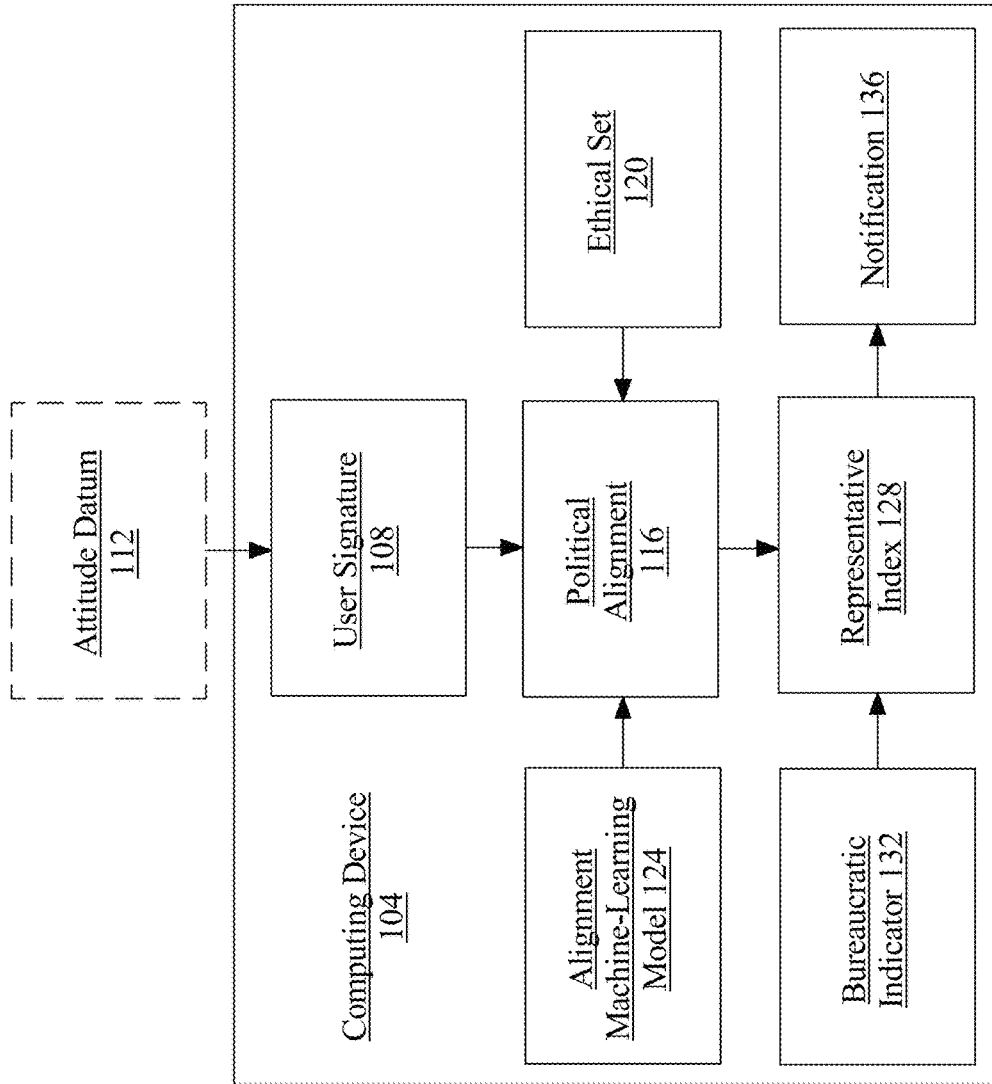 Attitude Datum
112
Computing Device
104
User Signature
108
Alignment
Machine-Learning
Model 124
Political
Alignment
116
Ethical Set
120
Bureaucratic
Indicator 132
Representative
Index 128
Notification 136